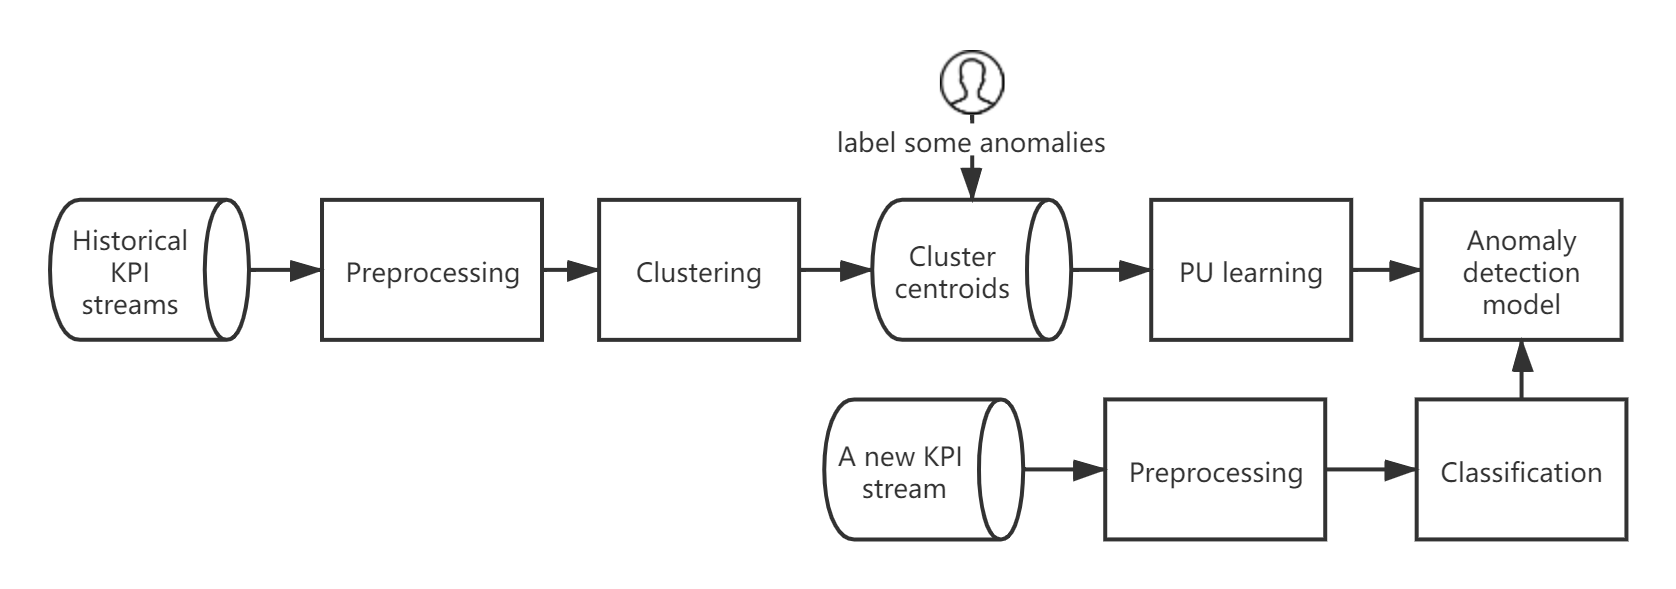 label some anomalies
Historical
KPI
streams
Preprocessing
Clustering
Cluster
centroids
PU learning
Anomaly
detection
model
A new KPI
stream
Preprocessing
Classification